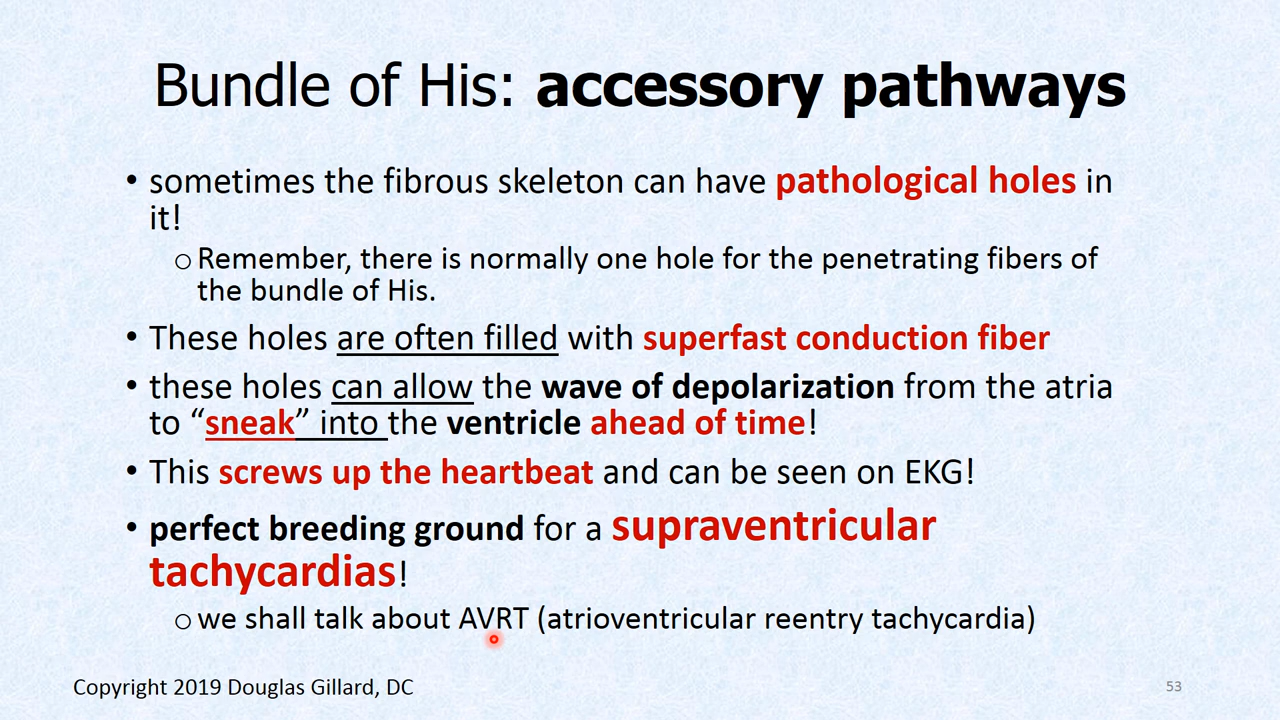 Bundle of His: accessory pathways
• sometimes the fibrous skeleton can have pathological holes in
it!
○ Remember, there is normally one hole for the penetrating fibers of
the bundle of His.
• These holes are often filled with superfast conduction fiber
• these holes can allow the wave of depolarization from the atria
to “sneak” into the ventricle ahead of time!
• This screws up the heartbeat and can be seen on EKG!
• perfect breeding ground for a supraventricular
tachycardias!
○ we shall talk about AVRT (atrioventricular reentry tachycardia)
Copyright 2019 Douglas Gillard, DC
53